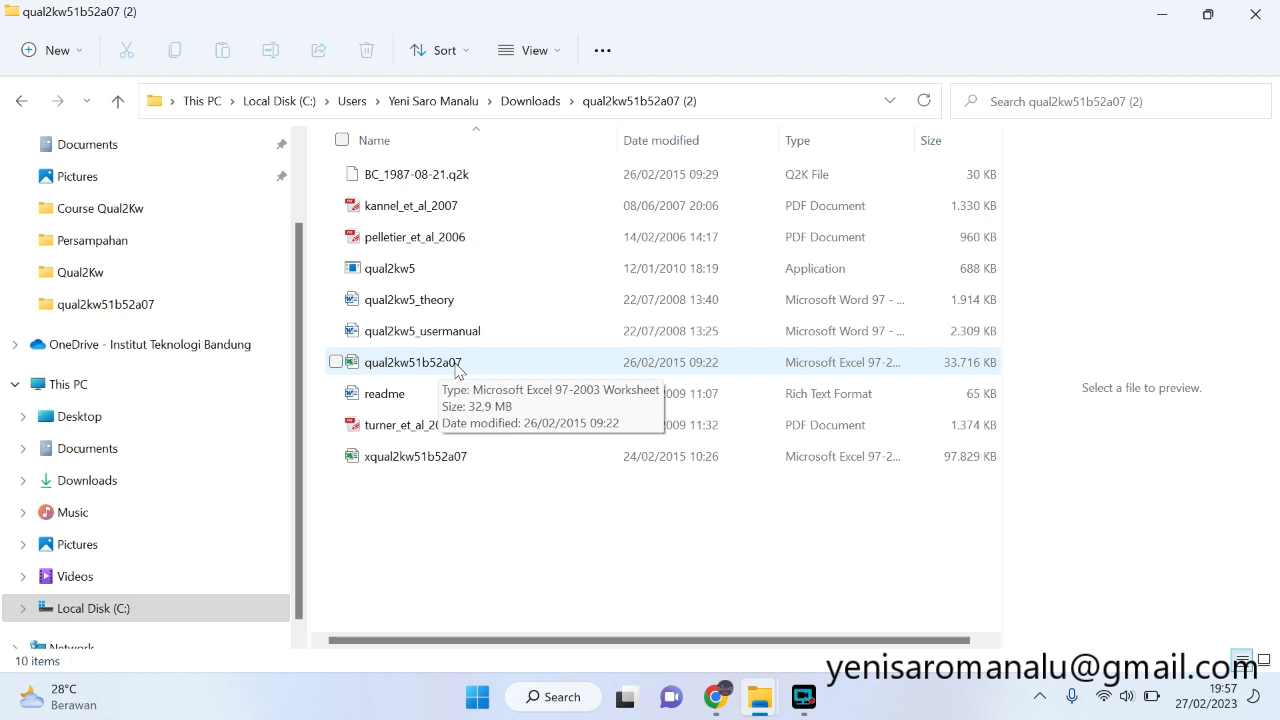 qual2kw51b52a07 (2)
New
Sort
View
This PC
Local Disk (C:)
Users
Yeni Saro Manalu
Downloads
qual2kw51b52a07 (2)
Search qual2kw51b52a07 (2)
Documents
Pictures
Course Qual2Kw
Persampahan
Qual2Kw
qual2kw51b52a07
OneDrive - Institut Teknologi Bandung
This PC
Desktop
Documents
Downloads
Music
Pictures
Videos
Local Disk (C:)
Network
Name Date modified Type Size
BC_1987-08-21.q2k 26/02/2015 09:29 Q2K File 30 KB
kannel_et_al_2007 08/06/2007 20:06 PDF Document 1.330 KB
pelletier_et_al_2006 14/02/2006 14:17 PDF Document 960 KB
qual2kw5 12/01/2010 18:19 Application 688 KB
qual2kw5_theory 22/07/2008 13:40 Microsoft Word 97 - ... 1.914 KB
qual2kw5_usermanual 22/07/2008 13:25 Microsoft Word 97 - ... 2.309 KB
qual2kw51b52a07 26/02/2015 09:22 Microsoft Excel 97-2... 33.716 KB
readme 009 11:07 Rich Text Format 65 KB
turner_et_al_20 009 11:32 PDF Document 1.374 KB
xqual2kw51b52a07 24/02/2015 10:26 Microsoft Excel 97-2... 97.829 KB
Type: Microsoft Excel 97-2003 Worksheet
Size: 32,9 MB
Date modified: 26/02/2015 09:22
Select a file to preview.
10 items
yenisaromanalu@gmail.com
28°C
Berawan
Search
19:57
27/02/2023